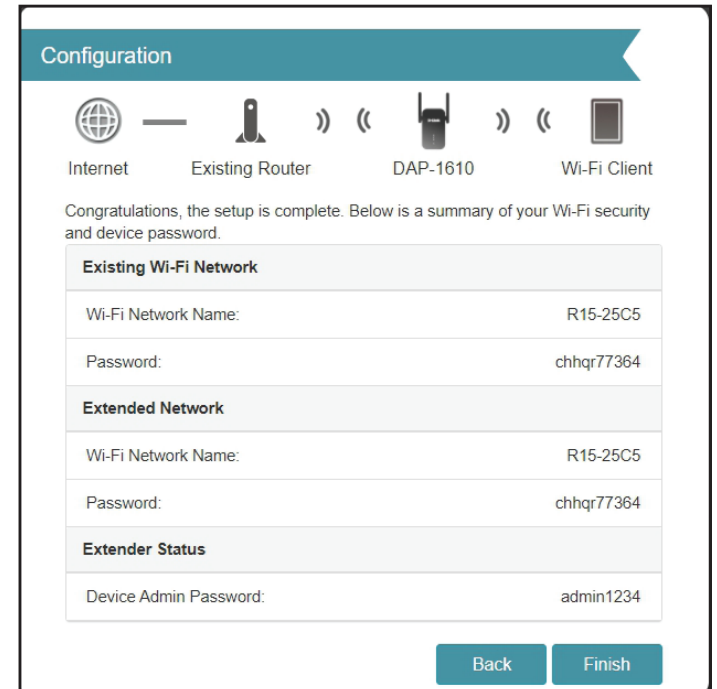 Configuration
Internet
Existing Router
DAP-1610
Wi-Fi Client
Congratulations, the setup is complete. Below is a summary of your Wi-Fi security
and device password.
Existing Wi-Fi Network
Wi-Fi Network Name: R15-25C5
Password: chhqr77364
Extended Network
Wi-Fi Network Name: R15-25C5
Password: chhqr77364
Extender Status
Device Admin Password: admin1234
Back Finish